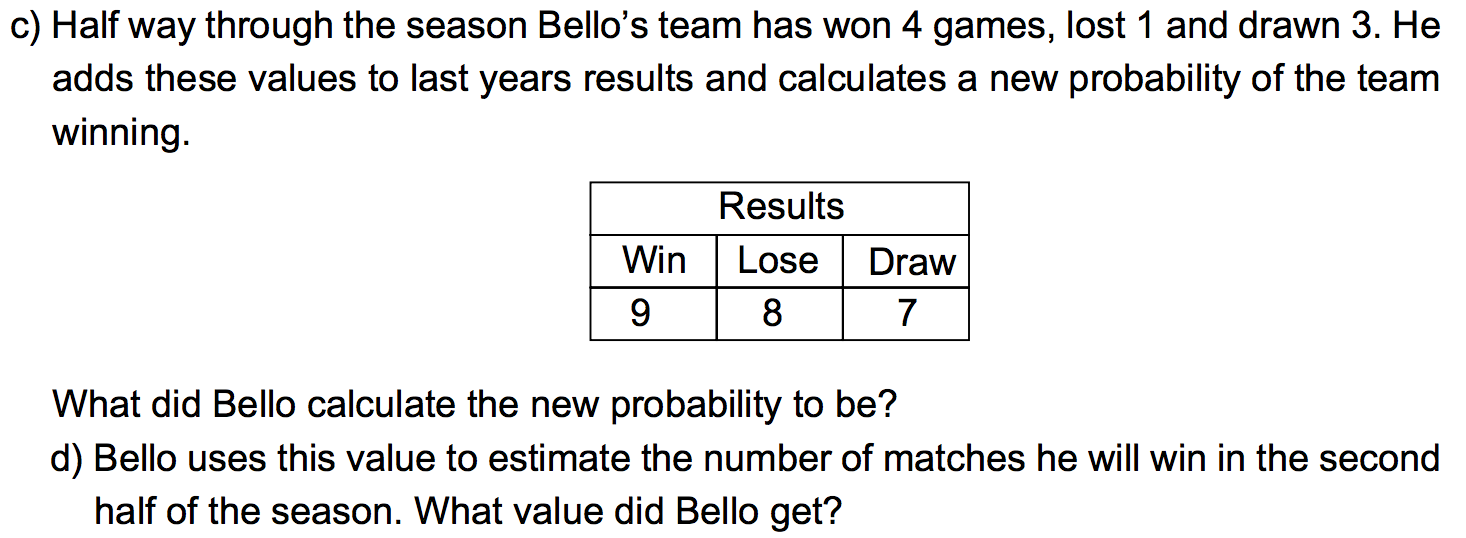 c) Half way through the season Bello’s team has won 4 games, lost 1 and drawn 3. He
adds these values to last years results and calculates a new probability of the team
winning.
Results
Win Lose Draw
9 8 7
What did Bello calculate the new probability to be?
d) Bello uses this value to estimate the number of matches he will win in the second
half of the season. What value did Bello get?